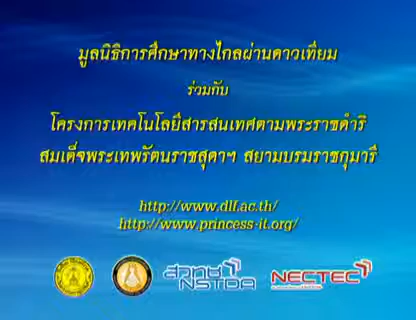 มูลนิธิการศึกษาทางไกลผ่านดาวเทียม
ร่วมกับ
โครงการเทคโนโลยีสารสนเทศตามพระราชดำริ
สมเด็จพระเทพรัตนราชสุดาฯ สยามบรมราชกุมารี
http://www.dlf.ac.th/
http://www.princess-it.org/
สวทช
NSTDA
NECTEC